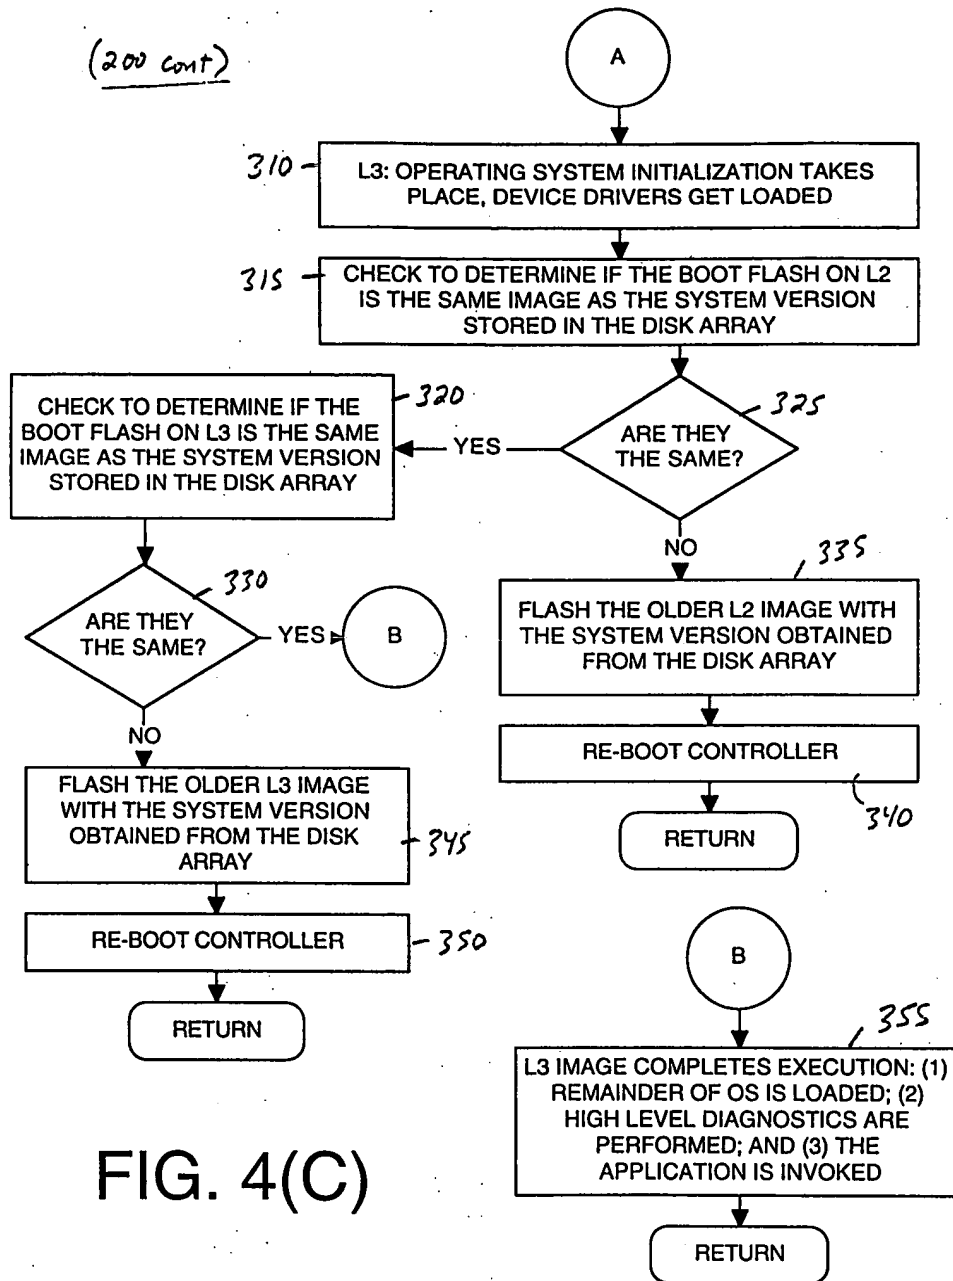 (200 cont)
A
310
L3: OPERATING SYSTEM INITIALIZATION TAKES
PLACE, DEVICE DRIVERS GET LOADED
315
CHECK TO DETERMINE IF THE BOOT FLASH ON L2
IS THE SAME IMAGE AS THE SYSTEM VERSION
STORED IN THE DISK ARRAY
320
CHECK TO DETERMINE IF THE
BOOT FLASH ON L3 IS THE SAME
IMAGE AS THE SYSTEM VERSION
STORED IN THE DISK ARRAY
YES
325
ARE THEY
THE SAME?
NO
330
ARE THEY
THE SAME?
YES
B
NO
335
FLASH THE OLDER L2 IMAGE WITH
THE SYSTEM VERSION OBTAINED
FROM THE DISK ARRAY
RE-BOOT CONTROLLER
340
RETURN
FLASH THE OLDER L3 IMAGE
WITH THE SYSTEM VERSION
OBTAINED FROM THE DISK
ARRAY
345
RE-BOOT CONTROLLER
350
RETURN
B
355
L3 IMAGE COMPLETES EXECUTION: (1)
REMAINDER OF OS IS LOADED; (2)
HIGH LEVEL DIAGNOSTICS ARE
PERFORMED; AND (3) THE
APPLICATION IS INVOKED
RETURN
FIG. 4(C)